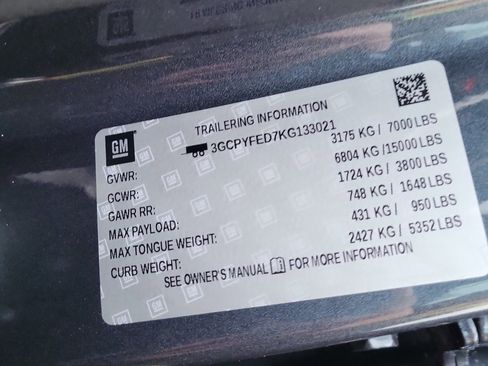 TRAILERING INFORMATION
GM 3GCPYFED7KG133021
GVWR: 3175 KG / 7000 LBS
GCWR: 6804 KG /15000 LBS
GAWR RR: 1724 KG / 3800 LBS
MAX PAYLOAD: 748 KG / 1648 LBS
MAX TONGUE WEIGHT: 431 KG / 950 LBS
CURB WEIGHT: 2427 KG / 5352 LBS
SEE OWNER'S MANUAL FOR MORE INFORMATION